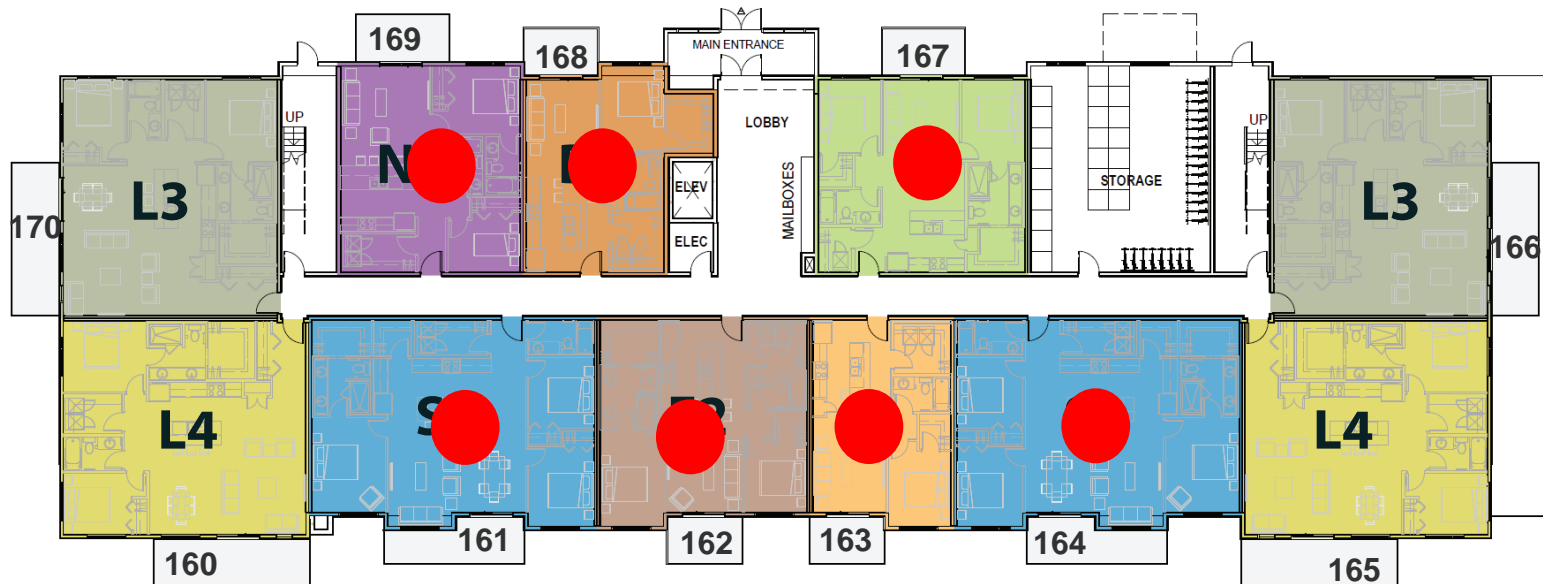 169
168
167
MAIN ENTRANCE
UP
LOBBY
UP
N
ELEV
STORAGE
L3
L3
MAILBOXES
170
ELEC
166
S
L4
L4
161
162
163
164
160
165